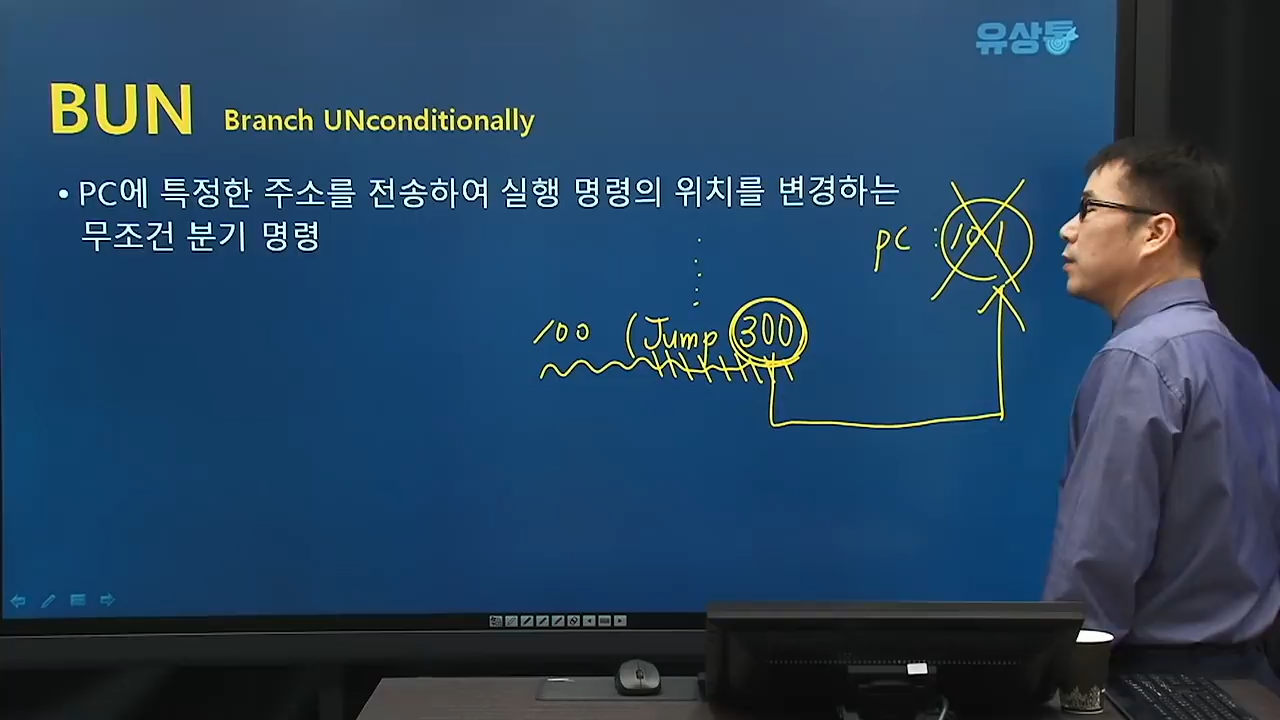 유상통
BUN Branch UNconditionally
• PC에 특정한 주소를 전송하여 실행 명령의 위치를 변경하는
무조건 분기 명령
PC : 101
100 (Jump 300